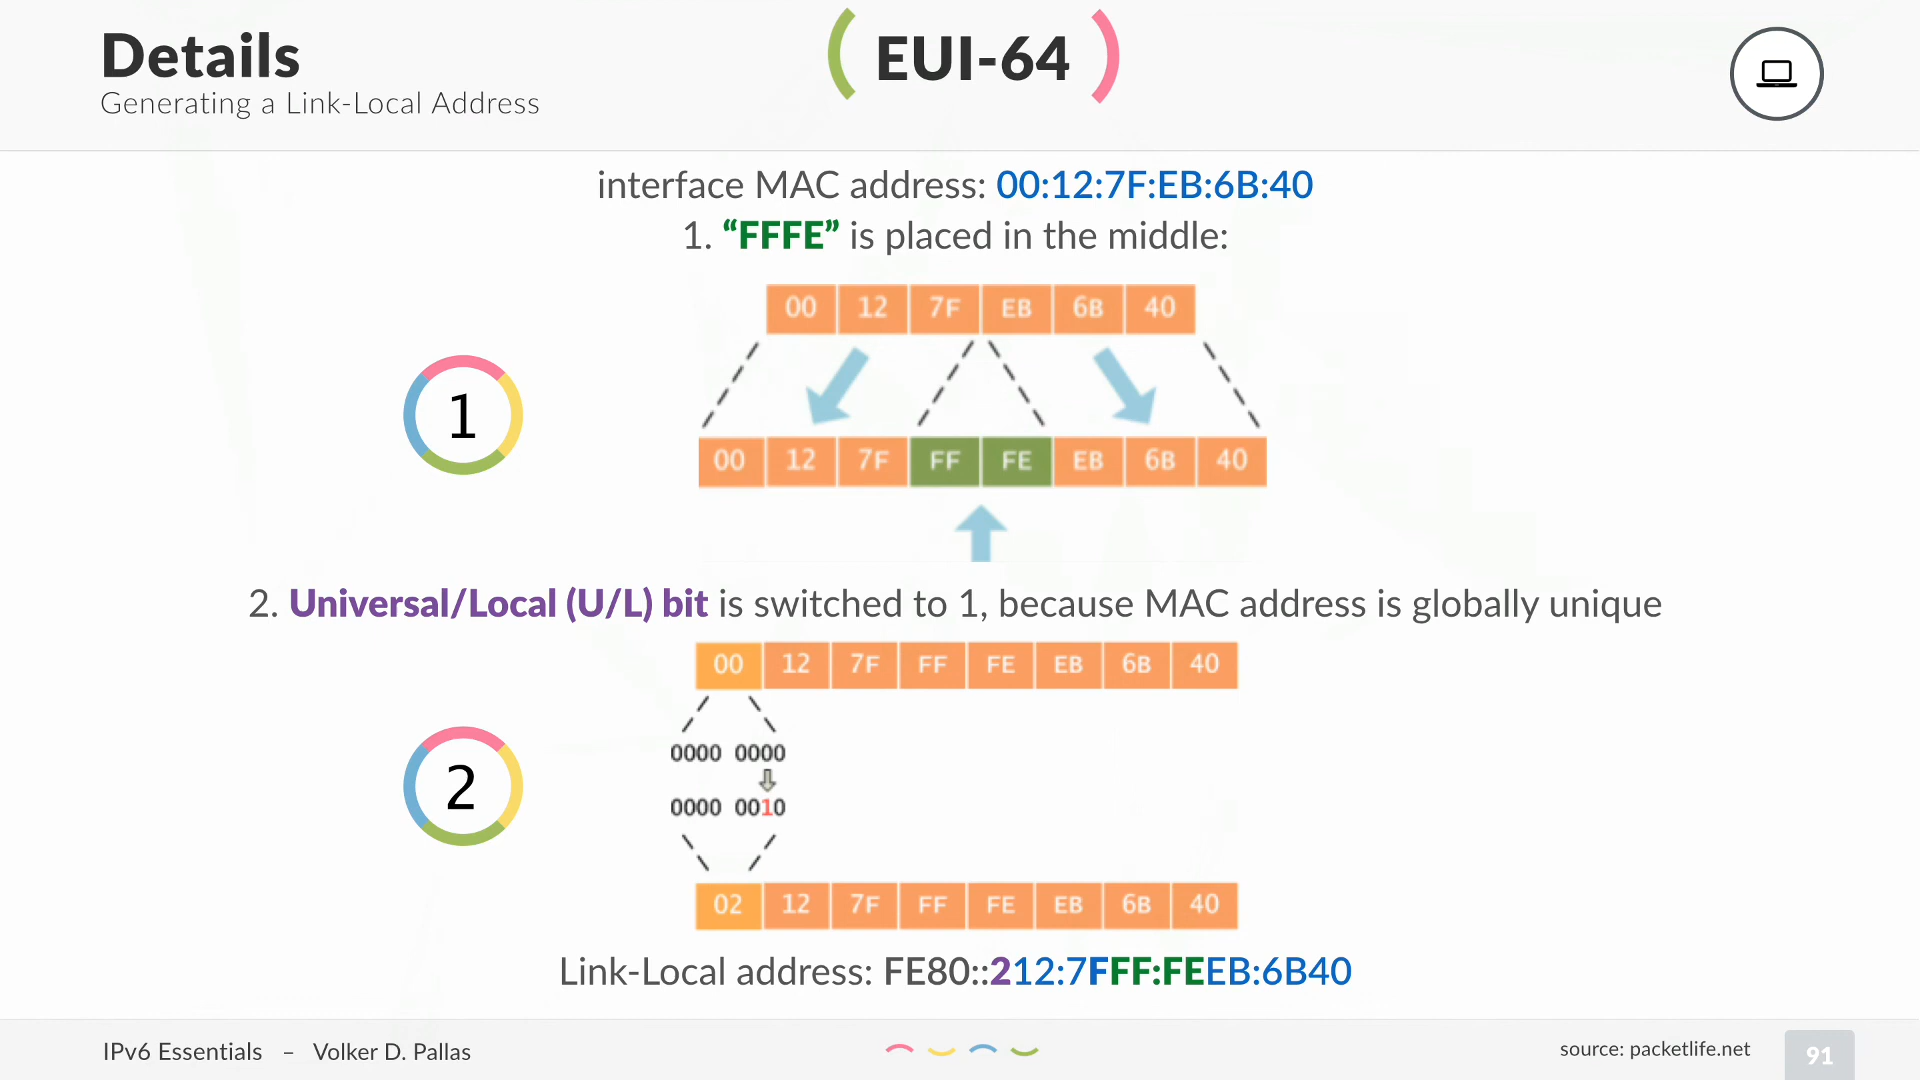 Details
Generating a Link-Local Address
EUI-64
interface MAC address: 00:12:7F:EB:6B:40
1. “FFFE” is placed in the middle:
00 12 7F EB 6B 40
1
00 12 7F FF FE EB 6B 40
2. Universal/Local (U/L) bit is switched to 1, because MAC address is globally unique
00 12 7F FF FE EB 6B 40
0000 0000
2
0000 0010
02 12 7F FF FE EB 6B 40
Link-Local address: FE80::212:7FFF:FEEB:6B40
IPv6 Essentials – Volker D. Pallas
source: packetlife.net
91